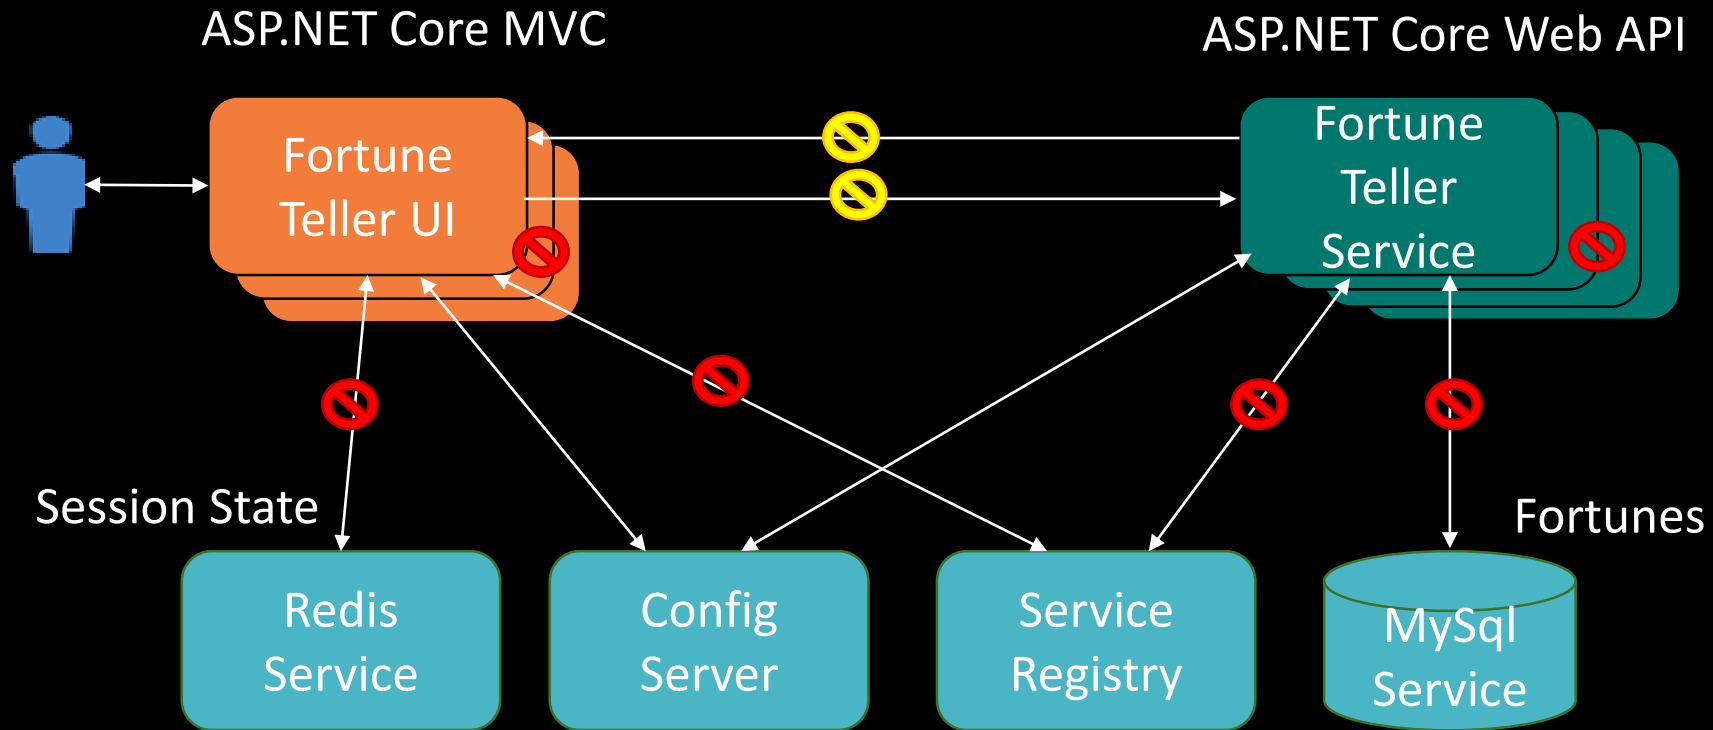 ASP.NET Core MVC
ASP.NET Core Web API
Fortune
Teller UI
Fortune
Teller
Service
Session State
Fortunes
Redis
Service
Config
Server
Service
Registry
MySql
Service